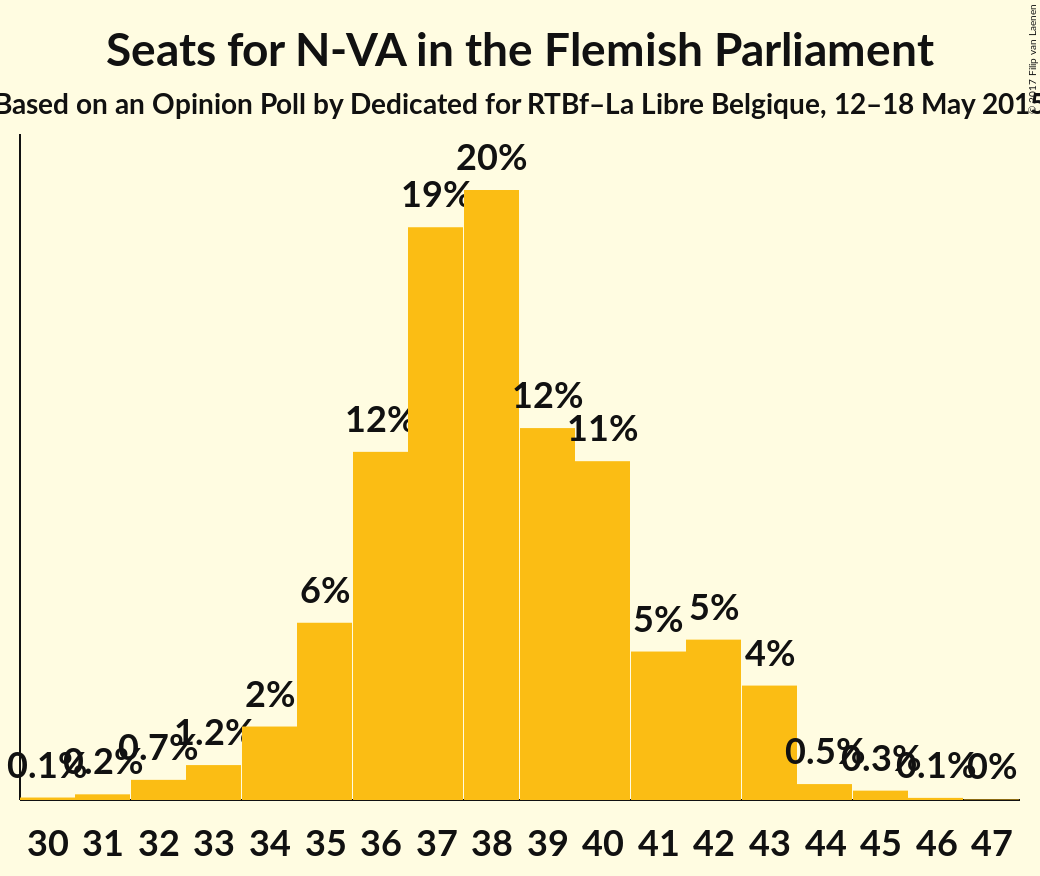 Seats for N-VA in the Flemish Parliament
Based on an Opinion Poll by Dedicated for RTBf–La Libre Belgique, 12–18 May 2015
© 2017 Filip van Laenen
0.1% 0.2% 0.7% 1.2% 2% 6% 12% 19% 20% 12% 11% 5% 5% 4% 0.5% 0.3% 0.1% 0%
30 31 32 33 34 35 36 37 38 39 40 41 42 43 44 45 46 47